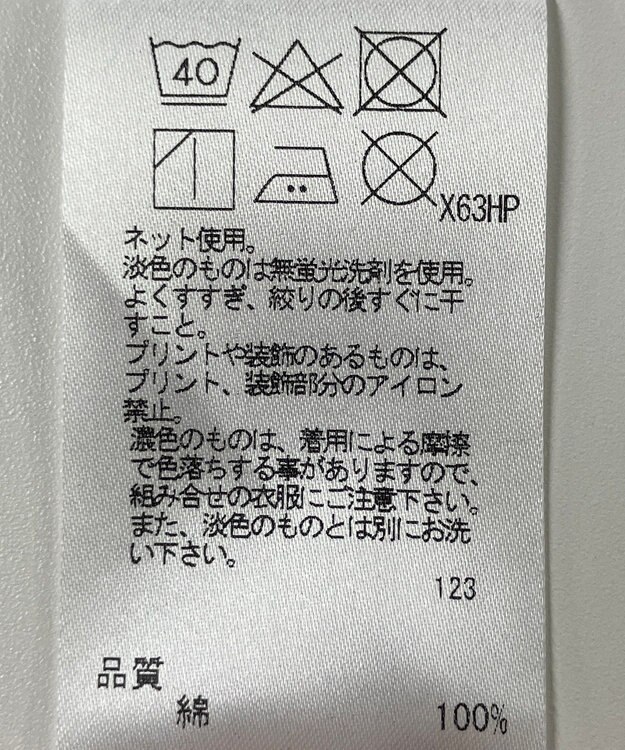 40
X63HP
ネット使用。
淡色のものは無蛍光洗剤を使用。
よくすすぎ、絞りの後すぐに干
すこと。
プリントや装飾のあるものは、
プリント、装飾部分のアイロン
禁止。
濃色のものは、着用による摩擦
で色落ちする事がありますので、
組み合せの衣服にご注意下さい。
また、淡色のものとは別にお洗
い下さい。
123
品質
綿 100%